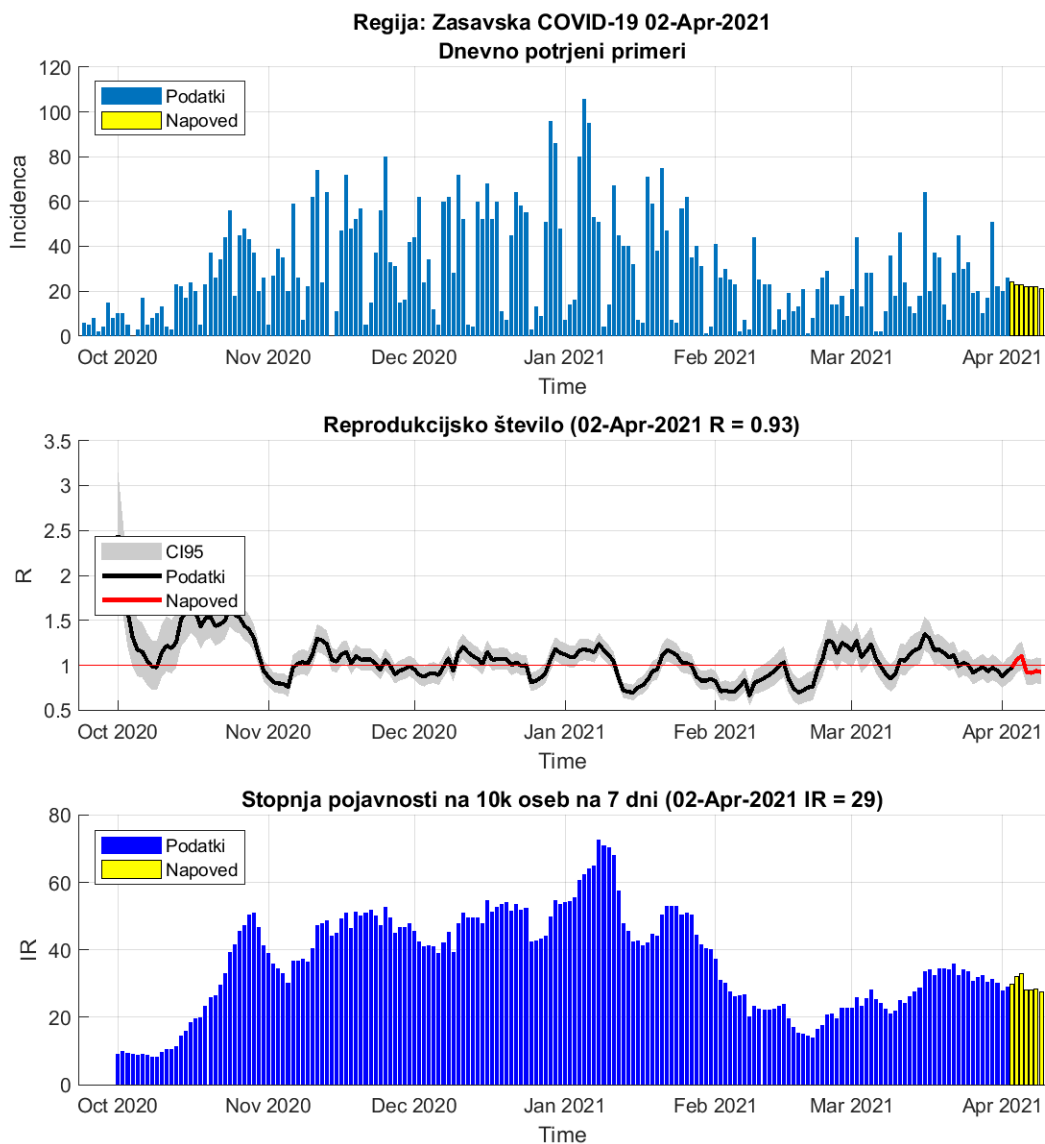 Regija: Zasavska COVID-19 02-Apr-2021
Dnevno potrjeni primeri
120
100
80
60
40
20
0
Incidenca
Podatki
Napoved
Oct 2020
Nov 2020
Dec 2020
Jan 2021
Feb 2021
Mar 2021
Apr 2021
Time
Reprodukcijsko število (02-Apr-2021 R = 0.93)
3.5
3
2.5
2
1.5
1
0.5
R
CI95
Podatki
Napoved
Oct 2020
Nov 2020
Dec 2020
Jan 2021
Feb 2021
Mar 2021
Apr 2021
Time
Stopnja pojavnosti na 10k oseb na 7 dni (02-Apr-2021 IR = 29)
80
60
40
20
0
IR
Podatki
Napoved
Oct 2020
Nov 2020
Dec 2020
Jan 2021
Feb 2021
Mar 2021
Apr 2021
Time